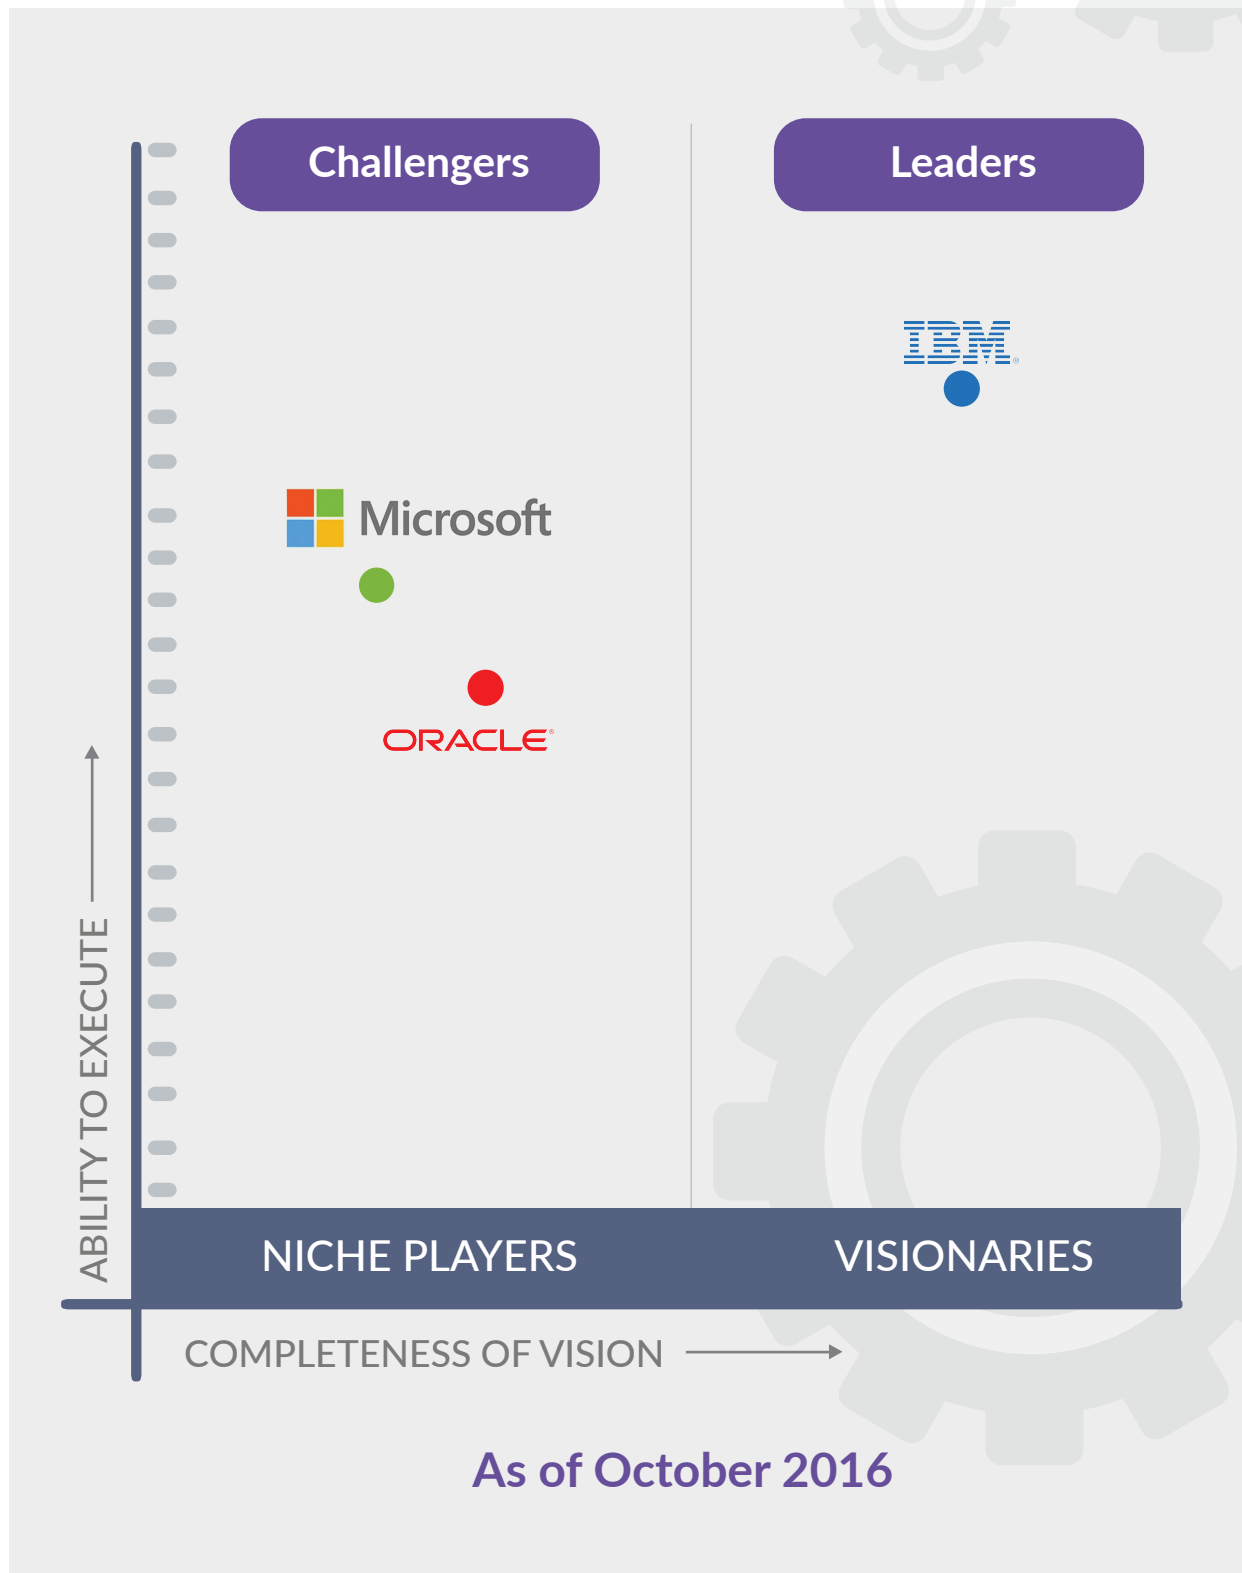 Challengers
Leaders
IBM®
Microsoft
ORACLE®
ABILITY TO EXECUTE
NICHE PLAYERS
VISIONARIES
COMPLETENESS OF VISION
As of October 2016